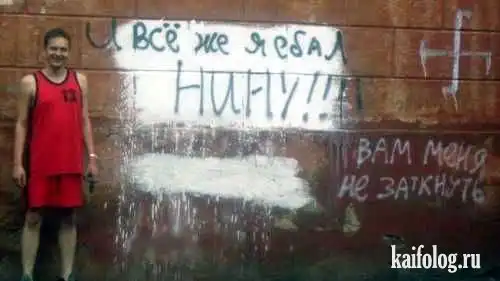 И ВСЁ же я ебал
НИНУ!!!
ВАМ меня
не ЗАТКНУТЬ
kaifolog.ru